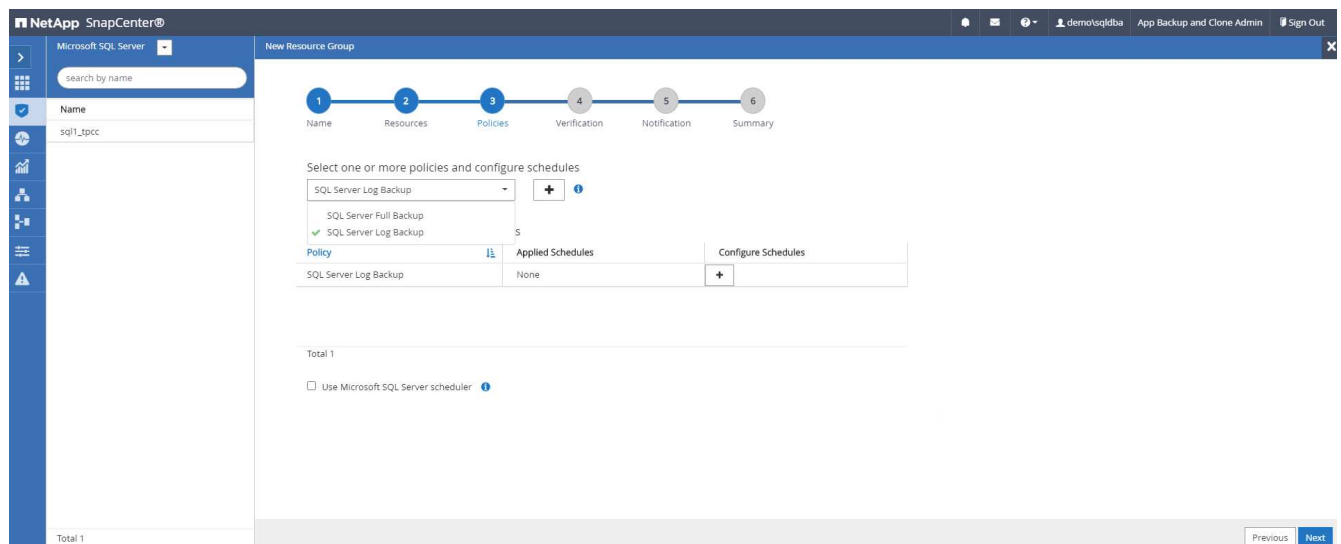 NetApp SnapCenter®
demo\sqldba App Backup and Clone Admin Sign Out
Microsoft SQL Server
search by name
Name
sql1_tpcc
Total 1
New Resource Group
1 2 3 4 5 6
Name Resources Policies Verification Notification Summary
Select one or more policies and configure schedules
SQL Server Log Backup
SQL Server Full Backup
SQL Server Log Backup
s
Policy Applied Schedules Configure Schedules
SQL Server Log Backup None
Total 1
Use Microsoft SQL Server scheduler
Previous Next